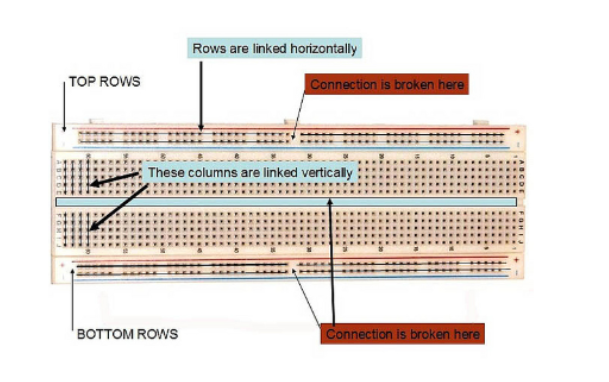 Rows are linked horizontally
TOP ROWS
Connection is broken here
These columns are linked vertically
BOTTOM ROWS
Connection is broken here